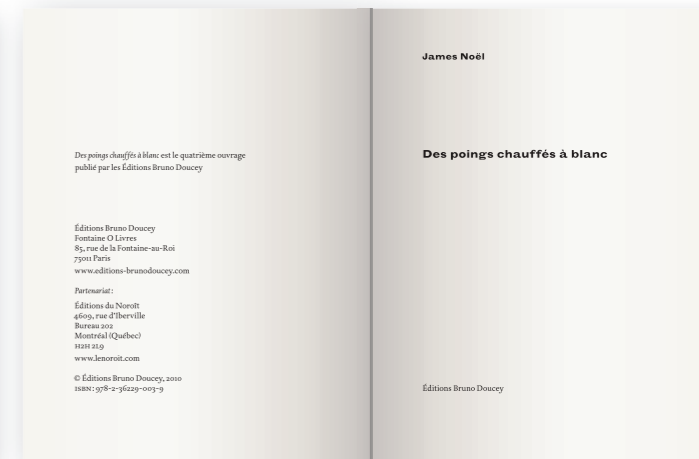 Des poings chauffés à blanc est le quatrième ouvrage
publié par les Éditions Bruno Doucey
Éditions Bruno Doucey
Fontaine O Livres
85, rue de la Fontaine-au-Roi
75011 Paris
www.editions-brunodoucey.com
Partenariat :
Éditions du Noroît
4609, rue d'Iberville
Bureau 202
Montréal (Québec)
H2H 2L9
www.lenoroit.com
© Éditions Bruno Doucey, 2010
ISBN : 978-2-36229-003-9
James Noël
Des poings chauffés à blanc
Éditions Bruno Doucey